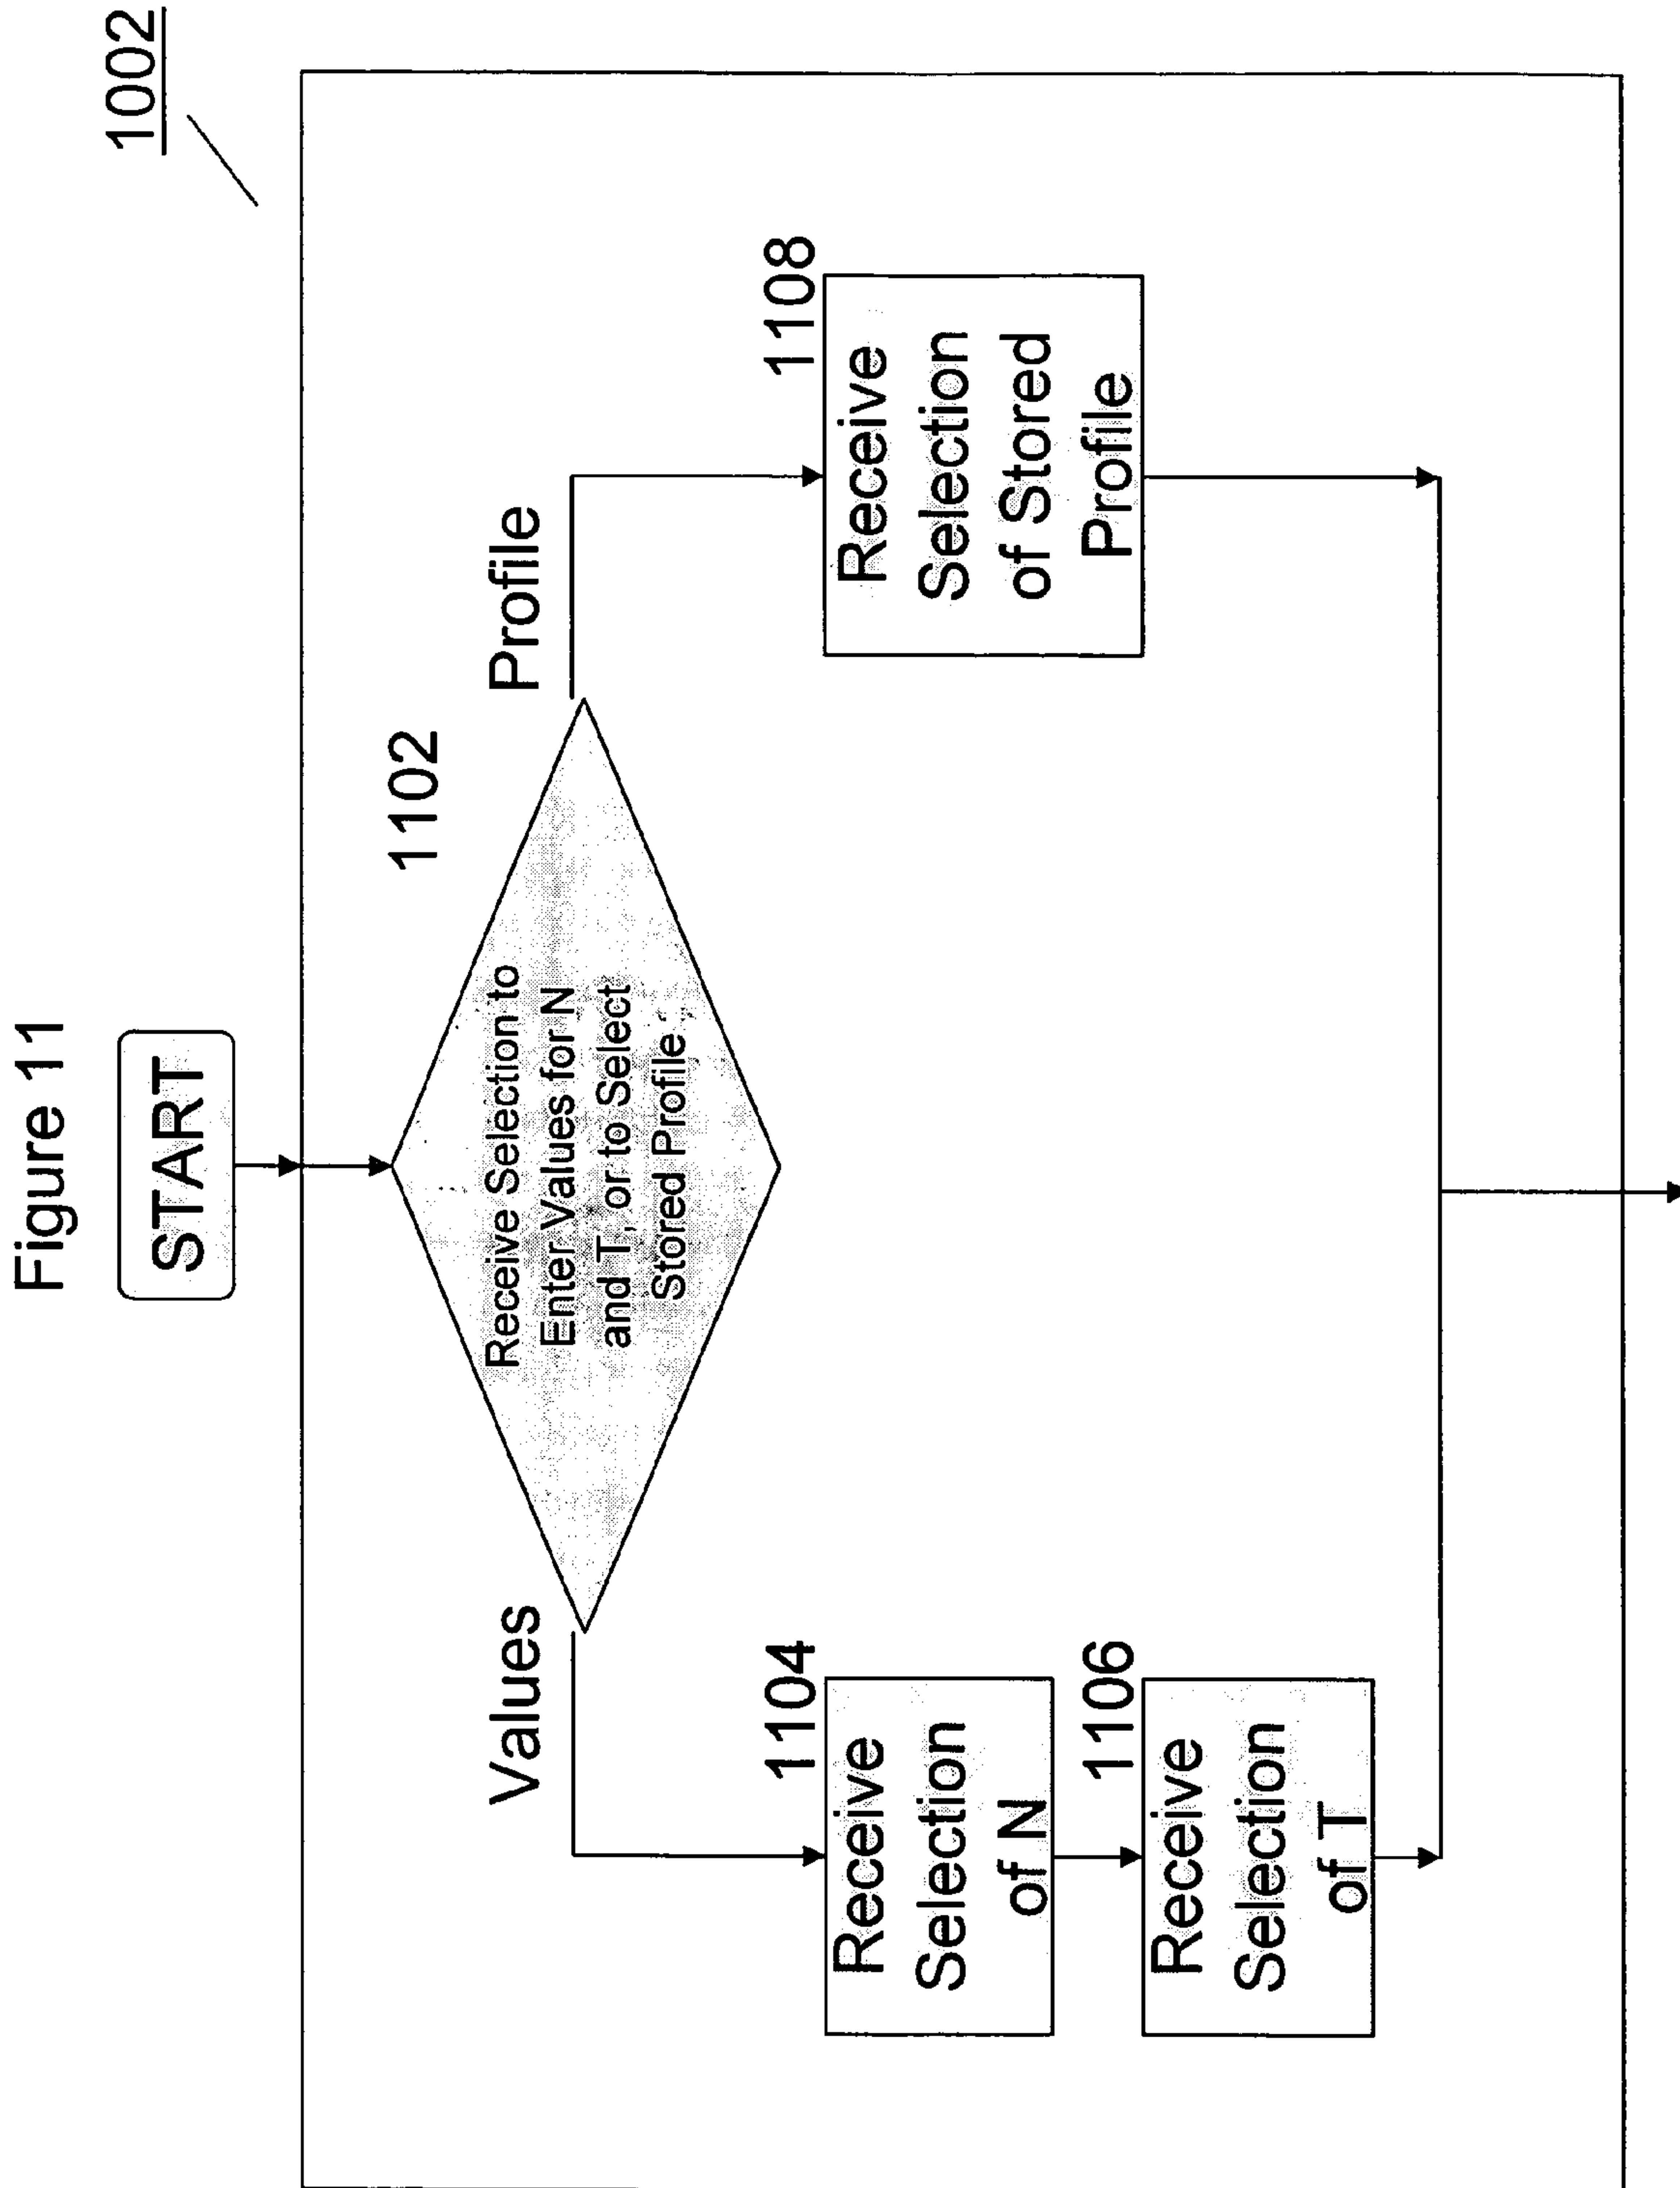 Figure 11
1002
START
1102
Receive Selection to
Enter Values for N
and T, or to Select
Stored Profile
Values
Profile
1104
Receive
Selection
of N
1106
Receive
Selection
of T
1108
Receive
Selection
of Stored
Profile